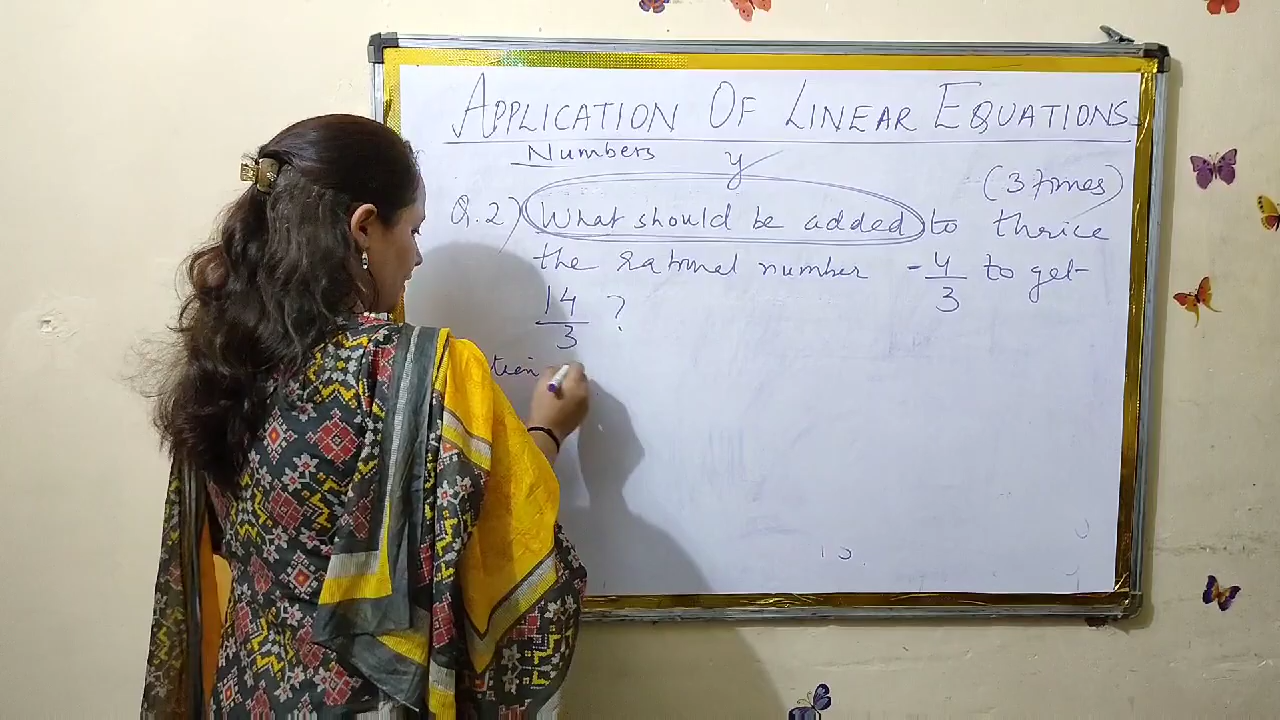 APPLICATION OF LINEAR EQUATIONS
Numbers
y
(3 times)
Q.2) What should be added to thrice
the rational number -4/3 to get
14/3 ?